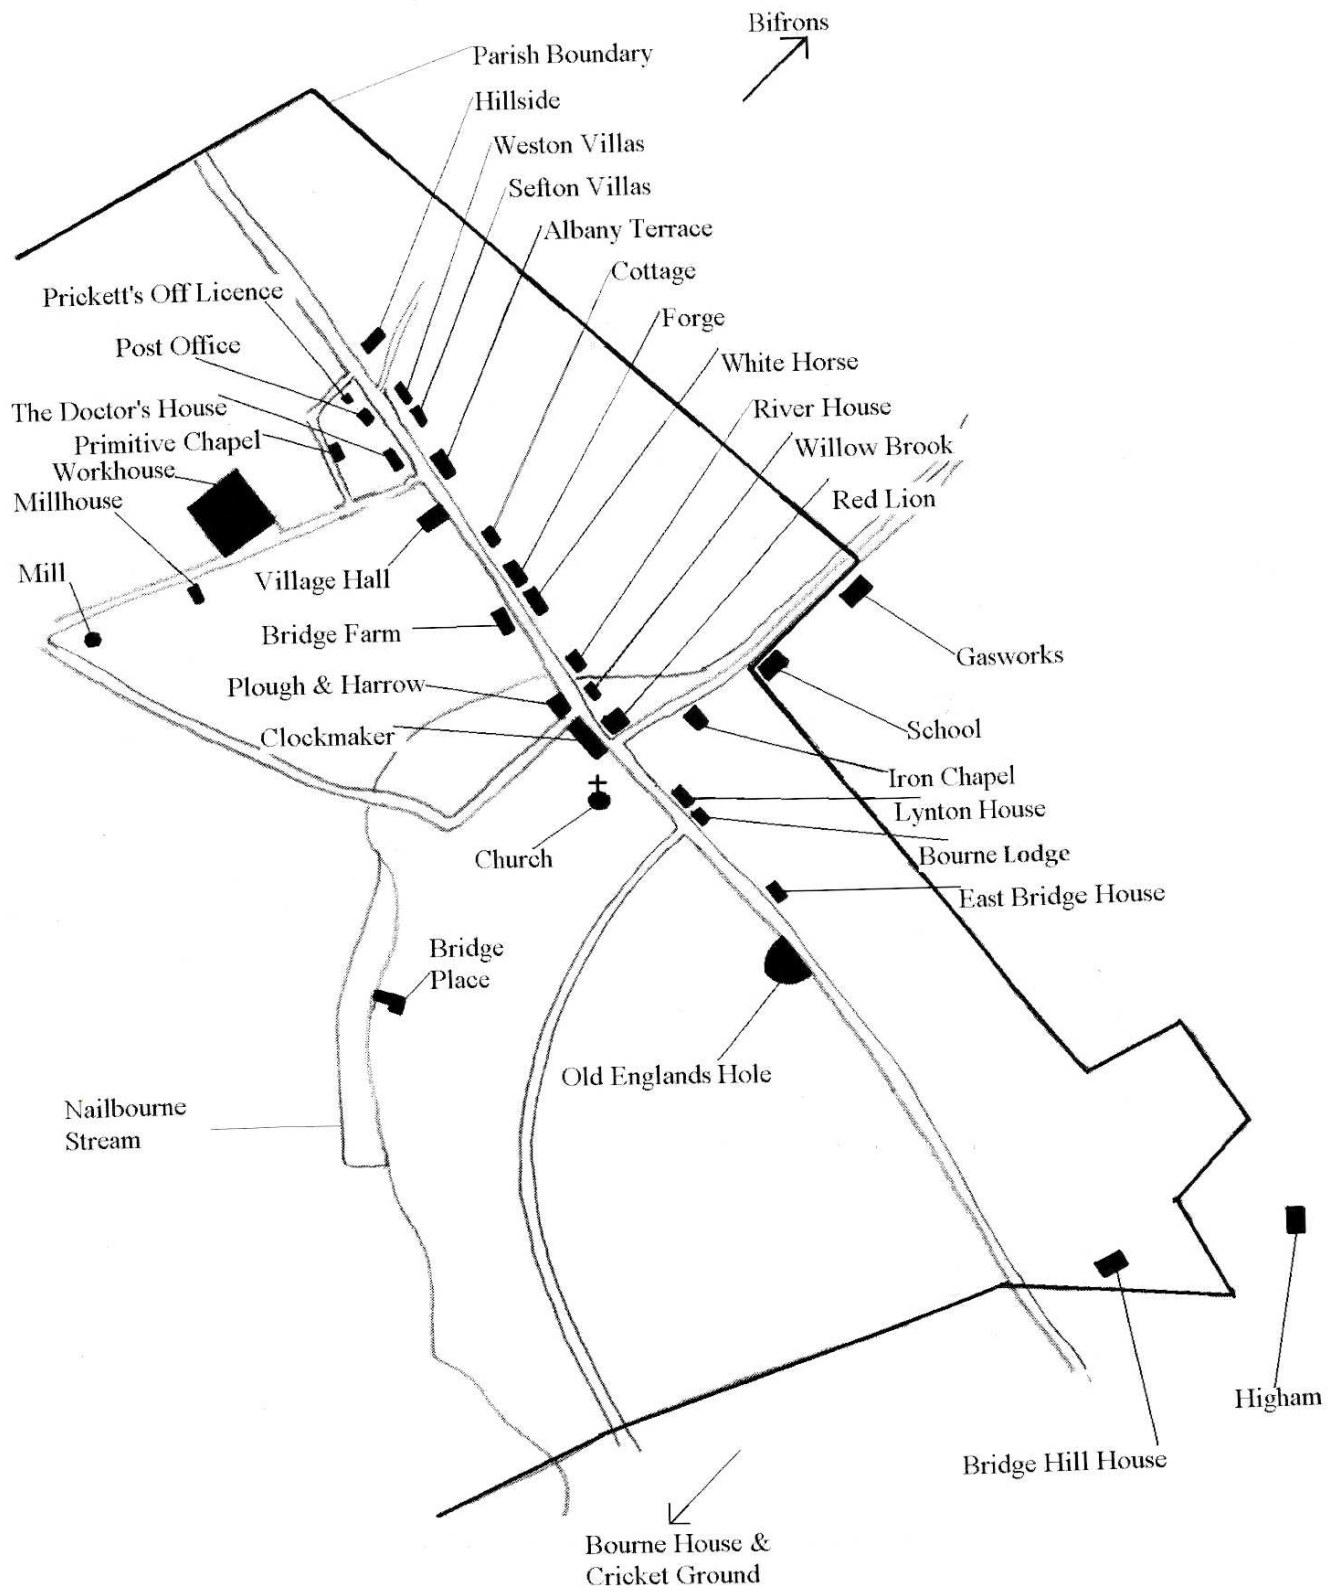 Bifrons
Parish Boundary
Hillside
Weston Villas
Sefton Villas
Albany Terrace
Cottage
Prickett's Off Licence
Forge
Post Office
White Horse
The Doctor's House
River House
Primitive Chapel
Willow Brook
Workhouse
Millhouse
Red Lion
Mill
Village Hall
Bridge Farm
Gasworks
Plough & Harrow
School
Clockmaker
Iron Chapel
Lynton House
Church
Bourne Lodge
East Bridge House
Bridge
Place
Old Englands Hole
Nailbourne
Stream
Higham
Bridge Hill House
Bourne House &
Cricket Ground